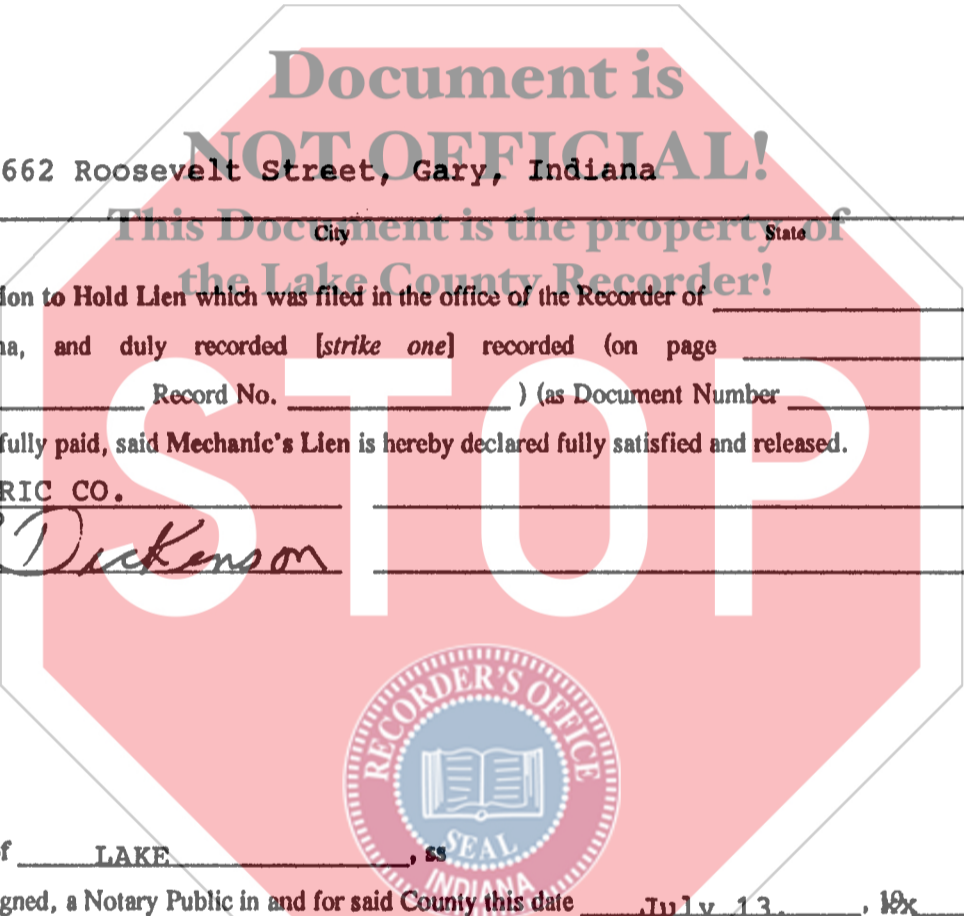 Document is
NOT OFFICIAL!
662 Roosevelt Street, Gary, Indiana
This Document is the property of
City State
the Lake County Recorder!
ion to Hold Lien which was filed in the office of the Recorder of
na, and duly recorded [strike one] recorded (on page
Record No. ) (as Document Number
fully paid, said Mechanic's Lien is hereby declared fully satisfied and released.
RIC CO.
Dickenson
STOP
RECORDER'S OFFICE
SEAL
INDIANA
f LAKE , ss
gned, a Notary Public in and for said County this date July 13, , 19x